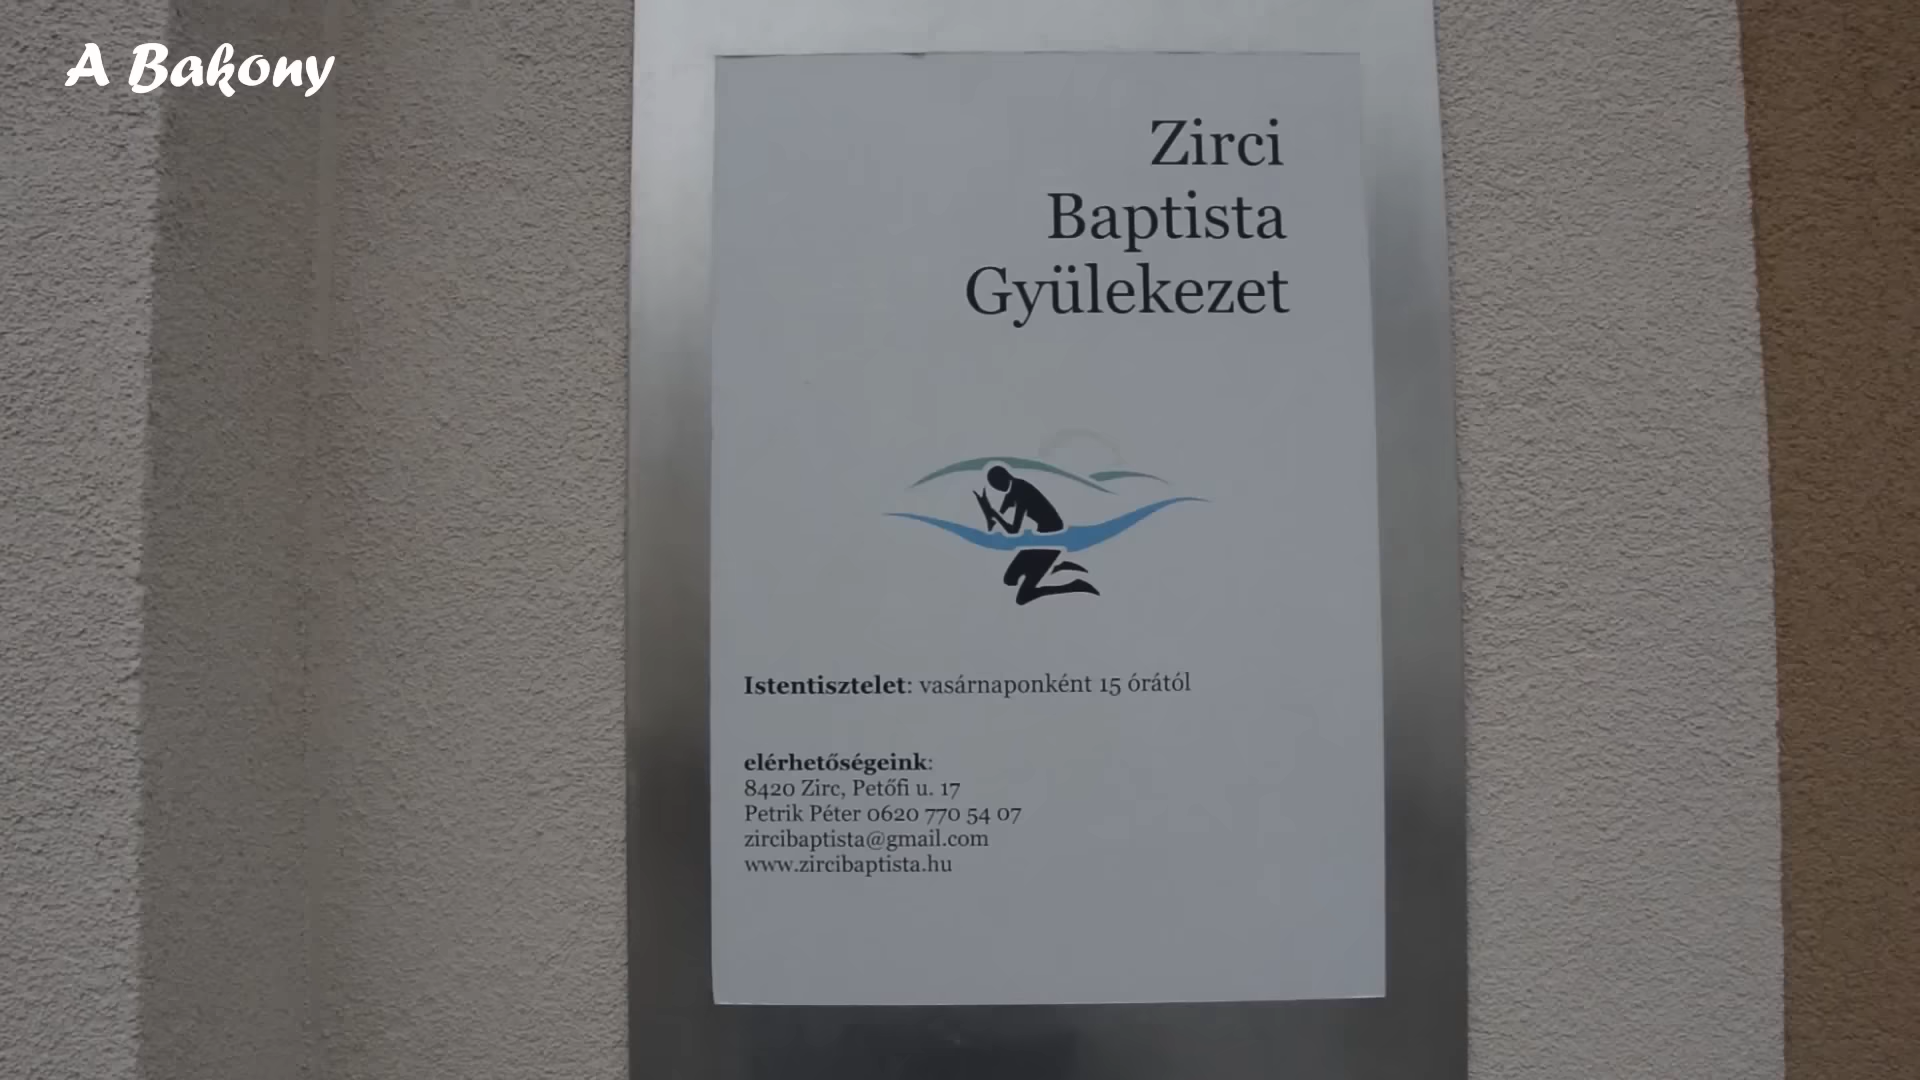 A Bakony
Zirci
Baptista
Gyülekezet
Istentisztelet: vasárnaponként 15 órától
elérhetőségeink:
8420 Zirc, Petőfi u. 17
Petrik Péter 0620 770 54 07
zircibaptista@gmail.com
www.zircibaptista.hu